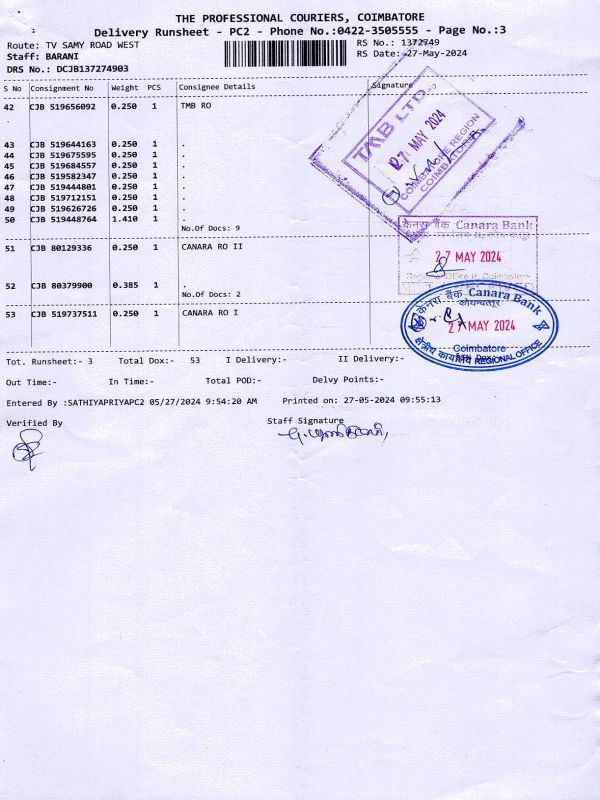 THE PROFESSIONAL COURIERS, COIMBATORE
Delivery Runsheet - PC2 - Phone No.:0422-3505555 - Page No.:3
Route: TV SAMY ROAD WEST RS No.: 1372749
Staff: BARANI RS Date:-27-May-2024
DRS No.: DCJB137274903
S No Consignment No Weight PCS Consignee Details Signature
42 CJB 519656092 0.250 1 TMB RO
.
43 CJB 519644163 0.250 1 .
44 CJB 519675595 0.250 1 .
45 CJB 519684557 0.250 1 .
46 CJB 519582347 0.250 1 .
47 CJB 519444801 0.250 1 .
48 CJB 519712151 0.250 1 .
49 CJB 519626726 0.250 1 .
50 CJB 519448764 1.410 1 .
No.Of Docs: 9
TMB LTD.
27 MAY 2024
COIMBATORE REGION
COIMBATORE
51 CJB 80129336 0.250 1 CANARA RO II
52 CJB 80379900 0.385 1 .
No.Of Docs: 2
केनरा बैंक Canara Bank
27 MAY 2024
53 CJB 519737511 0.250 1 CANARA RO I
केनरा बैंक Canara Bank
कोयम्बत्तूर
27 MAY 2024
Coimbatore
क्षेत्रीय कार्यालय REGIONAL OFFICE
Tot. Runsheet:- 3 Total Dox:- 53 I Delivery:- II Delivery:-
Out Time:- In Time:- Total POD:- Delvy Points:-
Entered By :SATHIYAPRIYAPC2 05/27/2024 9:54:20 AM Printed on: 27-05-2024 09:55:13
Verified By Staff Signature